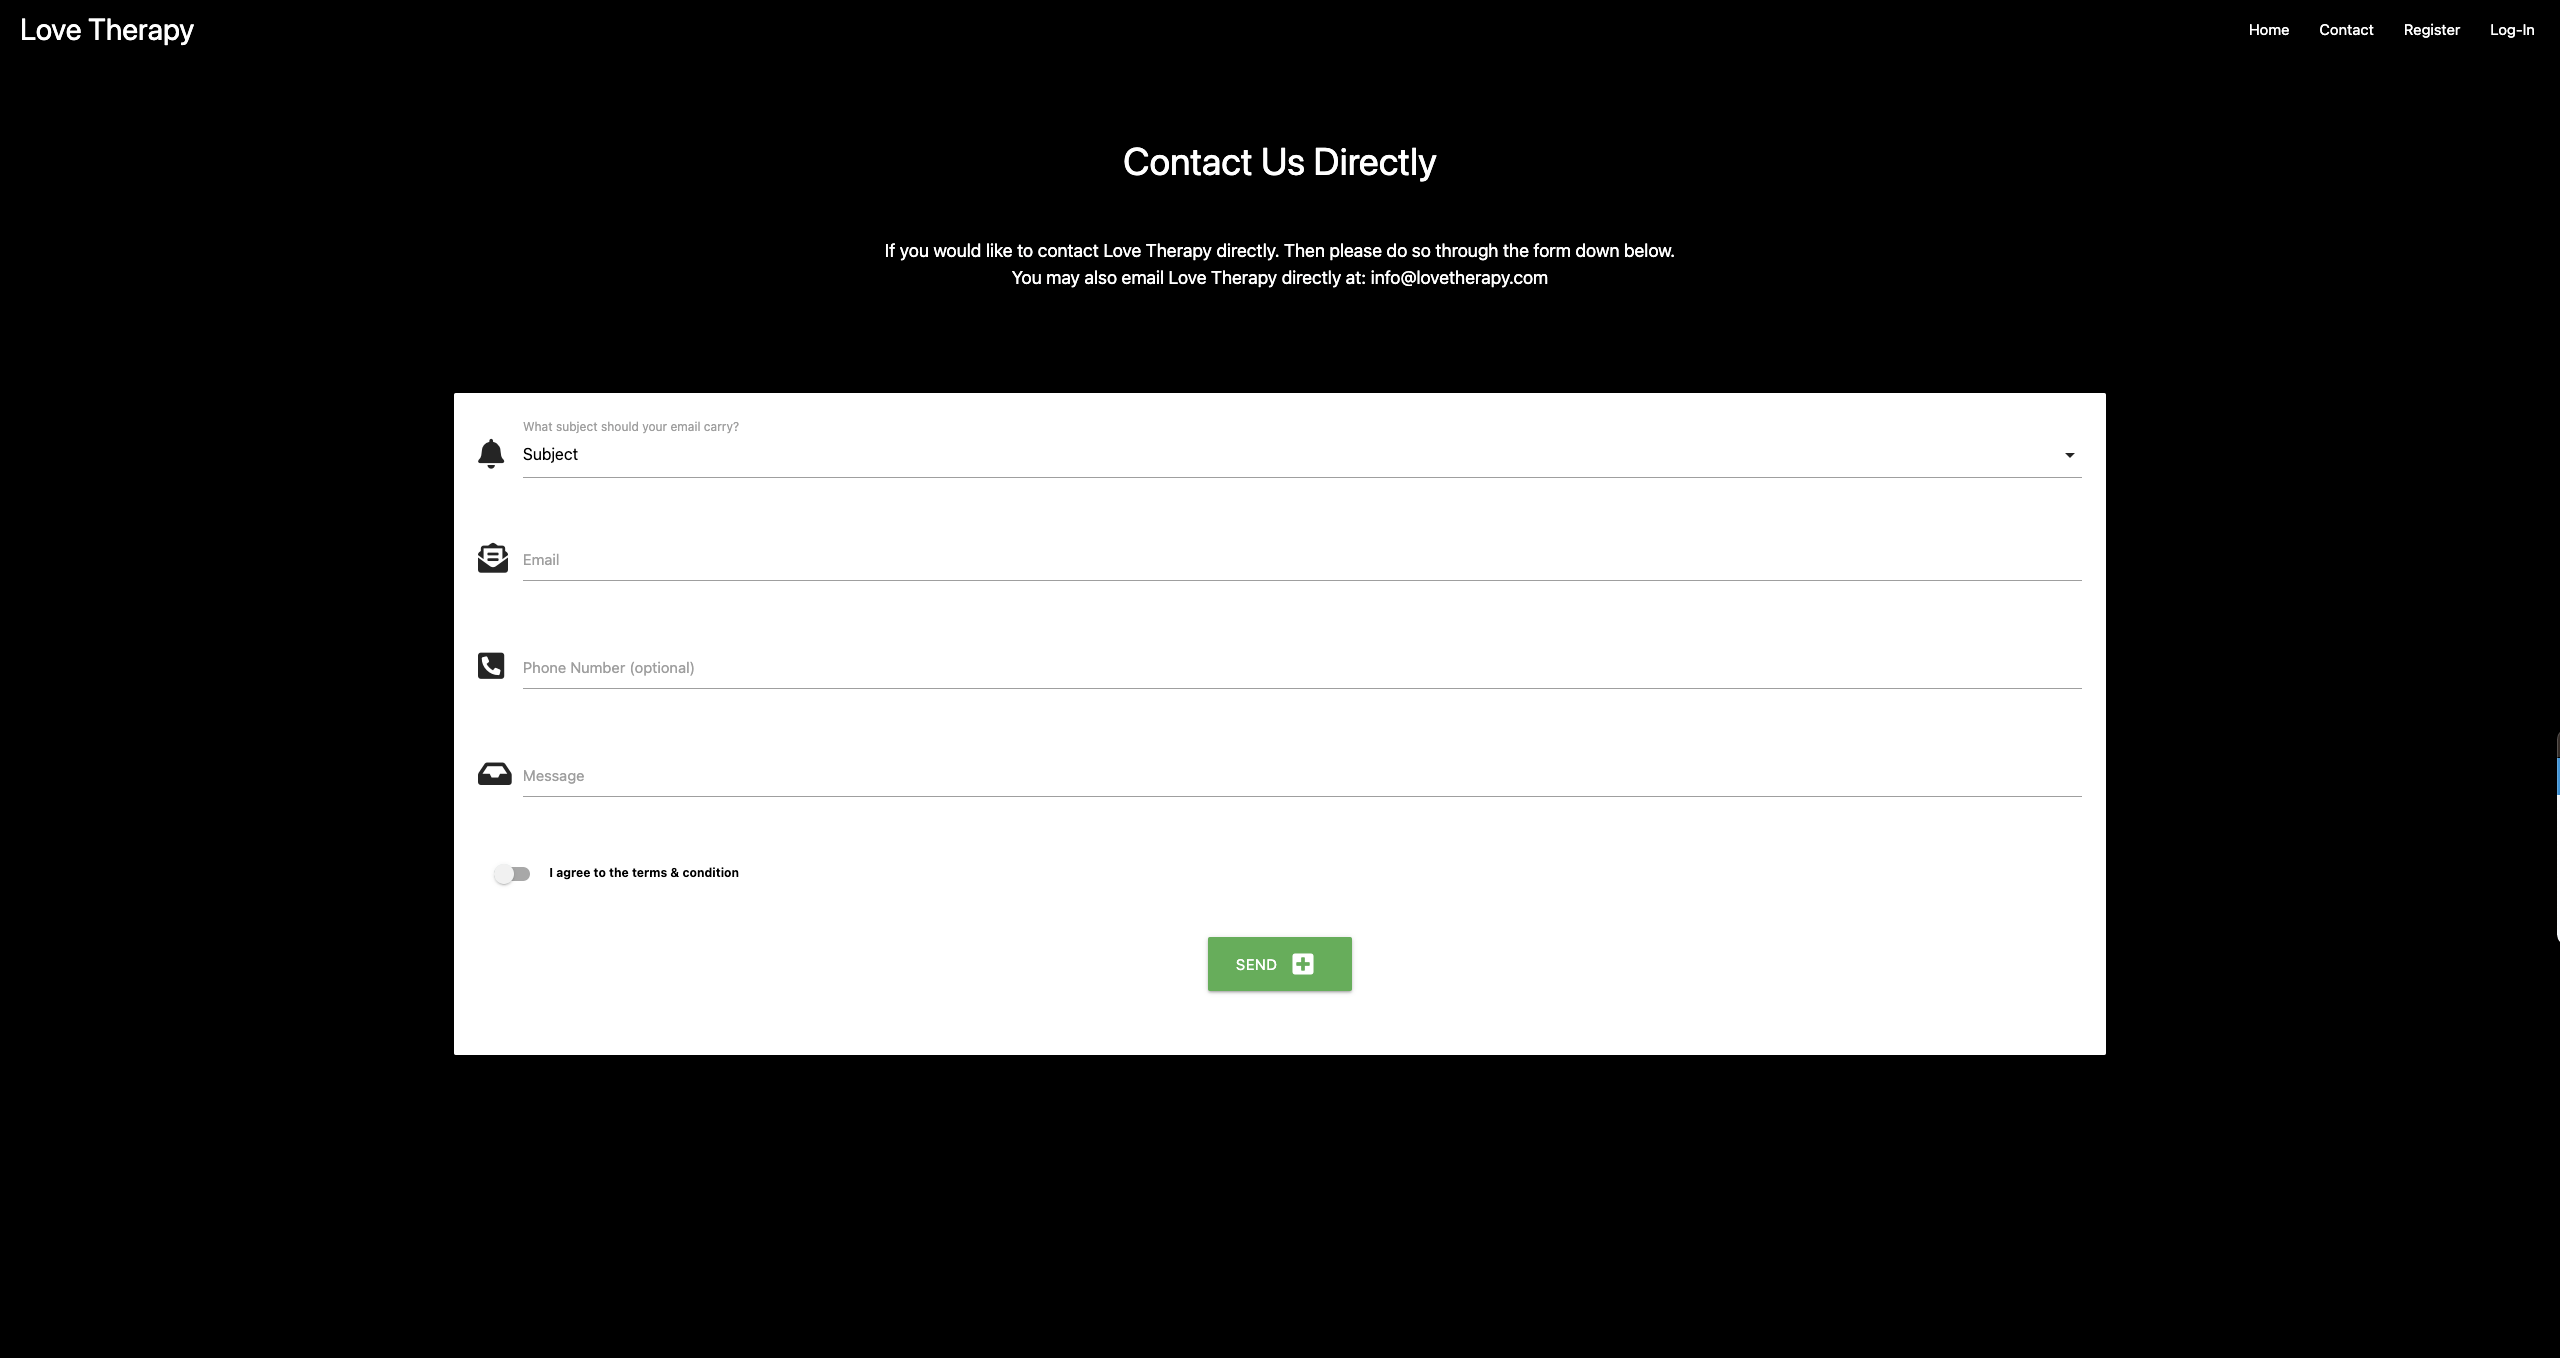 Love Therapy
Home
Contact
Register
Log-In
Contact Us Directly
If you would like to contact Love Therapy directly. Then please do so through the form down below.
You may also email Love Therapy directly at: info@lovetherapy.com
What subject should your email carry?
Subject
Email
Phone Number (optional)
Message
I agree to the terms & condition
SEND